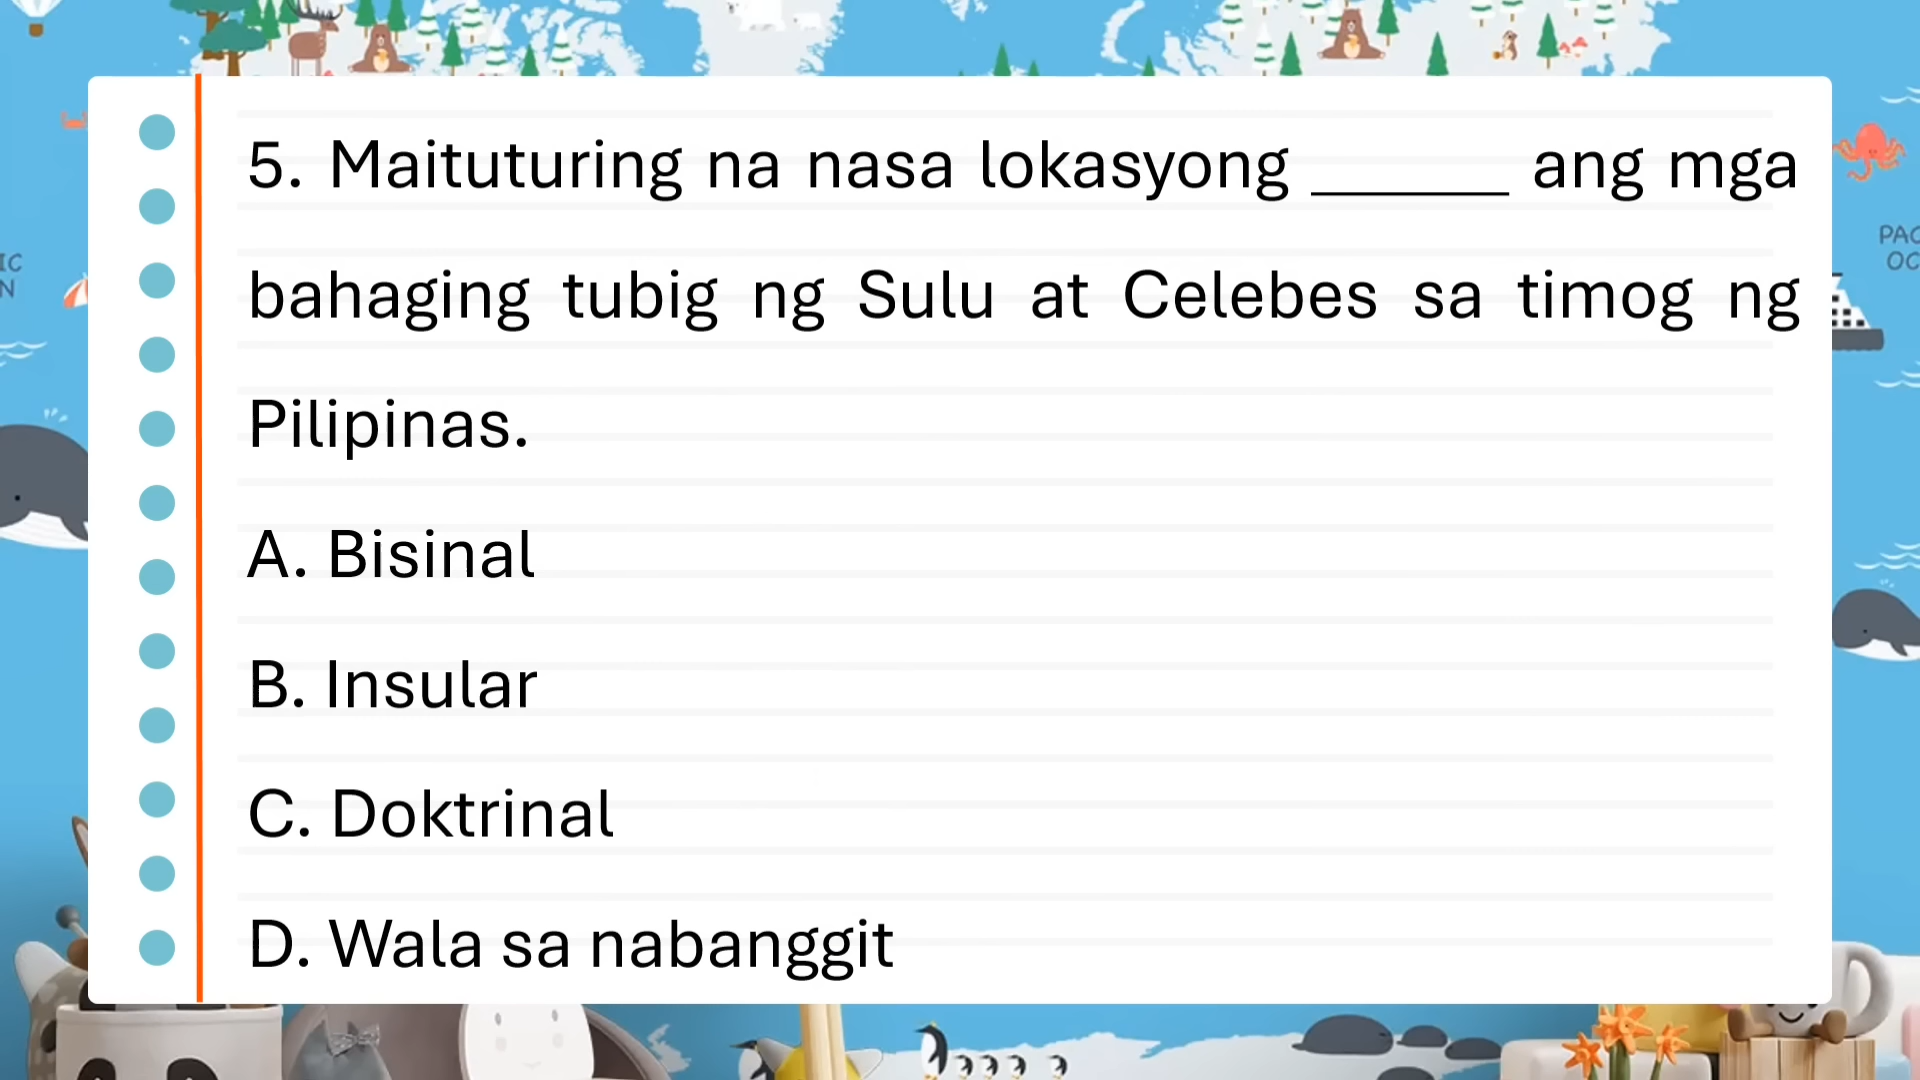 5. Maituturing na nasa lokasyong ______ ang mga
bahaging tubig ng Sulu at Celebes sa timog ng
Pilipinas.
A. Bisinal
B. Insular
C. Doktrinal
D. Wala sa nabanggit